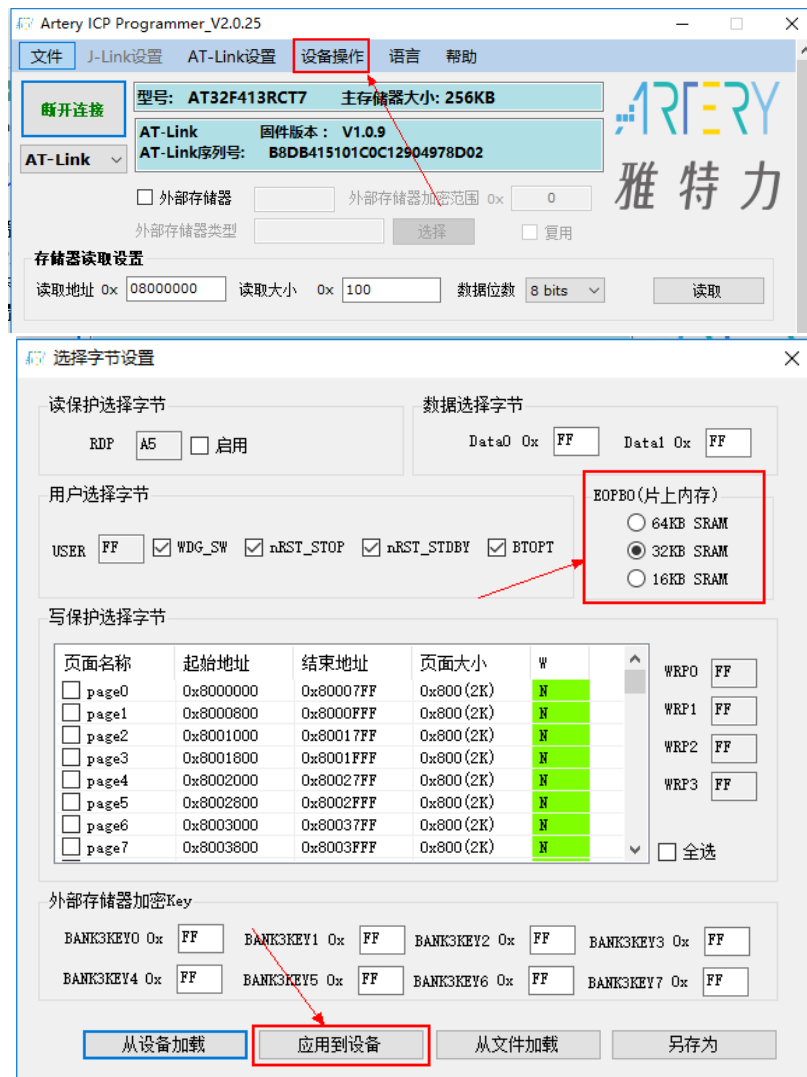 Artery ICP Programmer_V2.0.25
文件 J-Link设置 AT-Link设置 设备操作 语言 帮助
断开连接 型号: AT32F413RCT7 主存储器大小: 256KB
ARTERY
AT-Link 固件版本： V1.0.9
AT-Link AT-Link序列号: B8DB415101C0C12904978D02
雅特力
外部存储器 外部存储器加密范围 0x 0
外部存储器类型 选择 复用
存储器读取设置
读取地址 0x 08000000 读取大小 0x 100 数据位数 8 bits 读取
选择字节设置
读保护选择字节 数据选择字节
RDP A5 启用 Data0 0x FF Data1 0x FF
用户选择字节 EOPB0(片上内存)
64KB SRAM
USER FF WDG_SW nRST_STOP nRST_STDBY BTOPT 32KB SRAM
16KB SRAM
写保护选择字节
页面名称 起始地址 结束地址 页面大小 W
page0 0x8000000 0x80007FF 0x800(2K) N WRP0 FF
page1 0x8000800 0x8000FFF 0x800(2K) N WRP1 FF
page2 0x8001000 0x80017FF 0x800(2K) N
page3 0x8001800 0x8001FFF 0x800(2K) N WRP2 FF
page4 0x8002000 0x80027FF 0x800(2K) N WRP3 FF
page5 0x8002800 0x8002FFF 0x800(2K) N
page6 0x8003000 0x80037FF 0x800(2K) N
page7 0x8003800 0x8003FFF 0x800(2K) N 全选
外部存储器加密Key
BANK3KEY0 0x FF BANK3KEY1 0x FF BANK3KEY2 0x FF BANK3KEY3 0x FF
BANK3KEY4 0x FF BANK3KEY5 0x FF BANK3KEY6 0x FF BANK3KEY7 0x FF
从设备加载 应用到设备 从文件加载 另存为